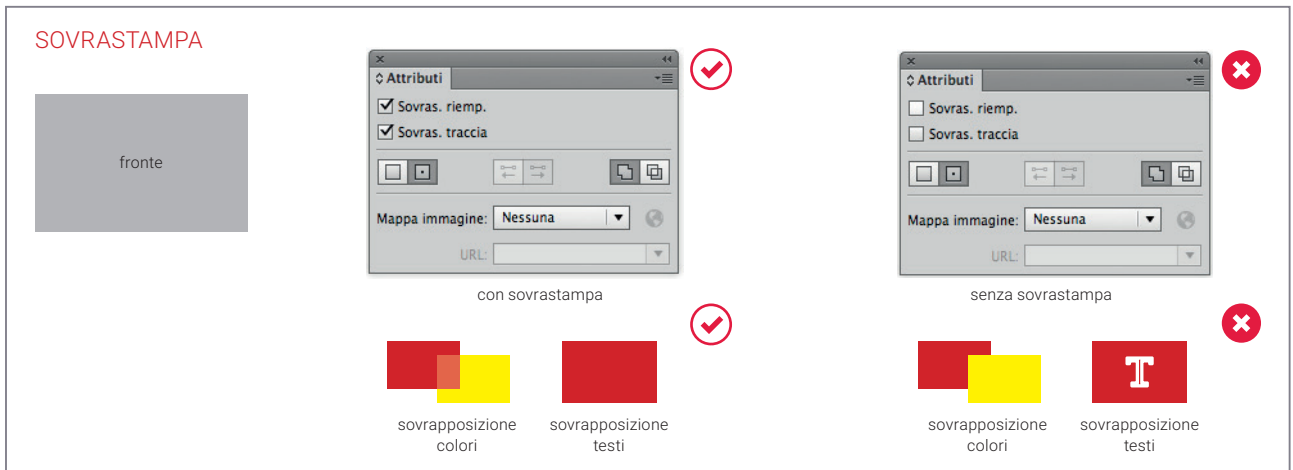 SOVRASTAMPA
fronte
Attributi
Sovras. riemp.
Sovras. traccia
Mappa immagine: Nessuna
URL:
con sovrastampa
sovrapposizione
colori
sovrapposizione
testi
Attributi
Sovras. riemp.
Sovras. traccia
Mappa immagine: Nessuna
URL:
senza sovrastampa
sovrapposizione
colori
T
sovrapposizione
testi